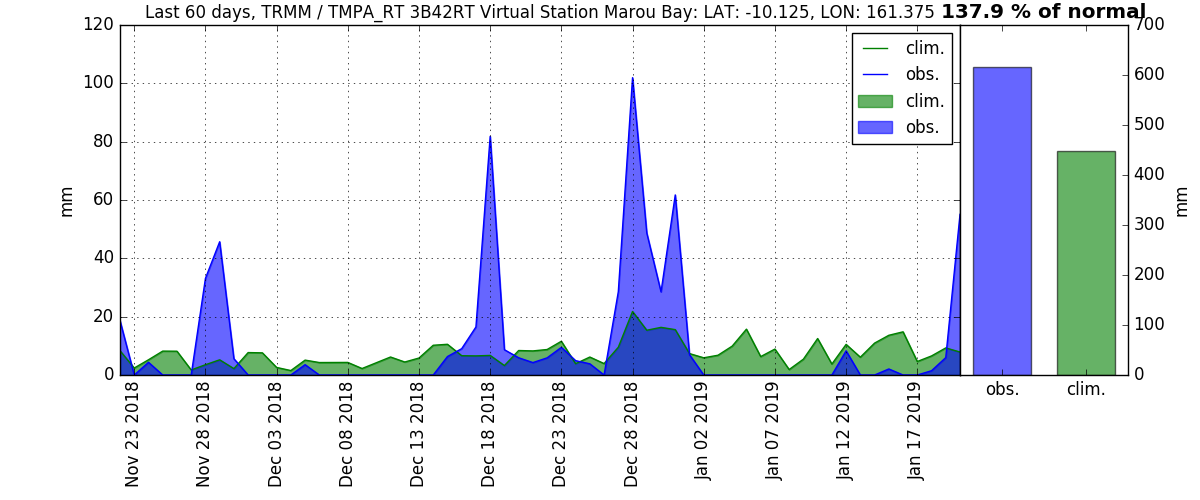 Last 60 days, TRMM / TMPA_RT 3B42RT Virtual Station Marou Bay: LAT: -10.125, LON: 161.375 137.9 % of normal
120
100
80
60
40
20
0
mm
clim.
obs.
clim.
obs.
Nov 23 2018
Nov 28 2018
Dec 03 2018
Dec 08 2018
Dec 13 2018
Dec 18 2018
Dec 23 2018
Dec 28 2018
Jan 02 2019
Jan 07 2019
Jan 12 2019
Jan 17 2019
700
600
500
400
300
200
100
0
mm
obs.
clim.